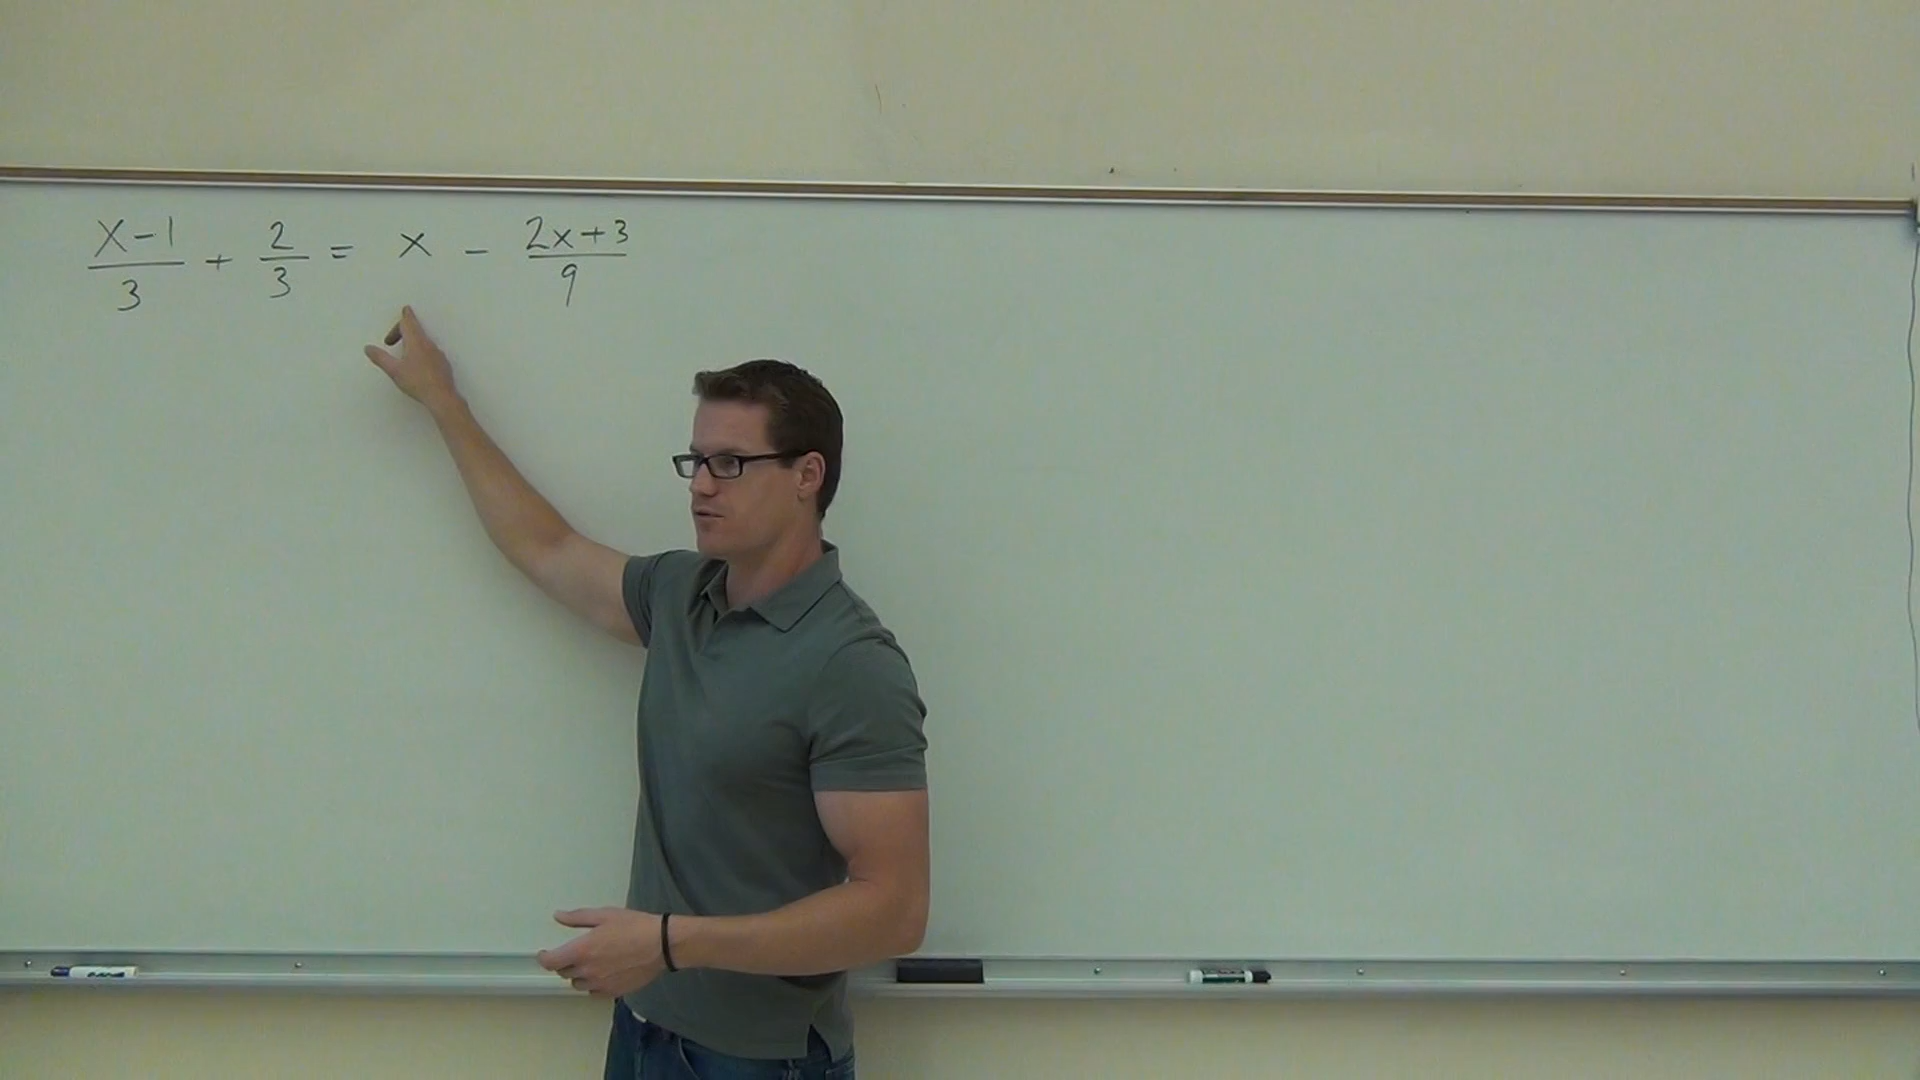 x-1/3 + 2/3 = x - 2x+3/9